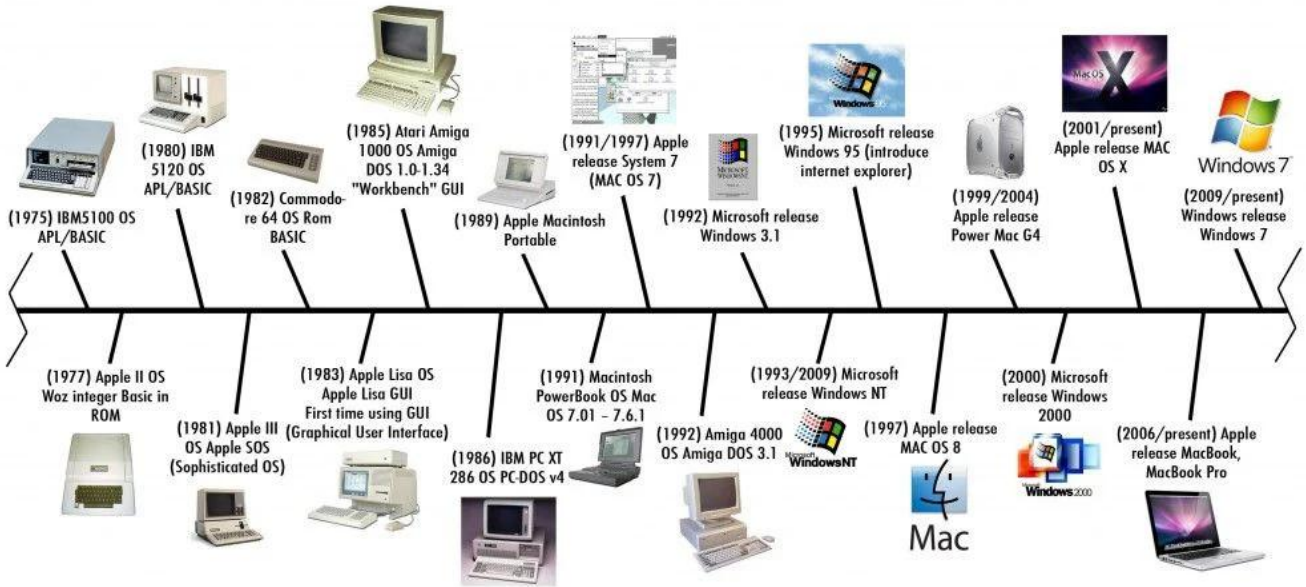 (1975) IBM5100 OS
APL/BASIC
(1980) IBM
5120 OS
APL/BASIC
(1982) Commodo-
re 64 OS Rom
BASIC
(1985) Atari Amiga
1000 OS Amiga
DOS 1.0-1.34
"Workbench" GUI
(1989) Apple Macintosh
Portable
(1991/1997) Apple
release System 7
(MAC OS 7)
MICROSOFT
WINDOWS NT
(1992) Microsoft release
Windows 3.1
Windows 95
(1995) Microsoft release
Windows 95 (introduce
internet explorer)
(1999/2004)
Apple release
Power Mac G4
Mac OS X
(2001/present)
Apple release MAC
OS X
Windows 7
(2009/present)
Windows release
Windows 7
(1977) Apple II OS
Woz integer Basic in
ROM
(1981) Apple III
OS Apple SOS
(Sophisticated OS)
(1983) Apple Lisa OS
Apple Lisa GUI
First time using GUI
(Graphical User Interface)
(1986) IBM PC XT
286 OS PC-DOS v4
(1991) Macintosh
PowerBook OS Mac
OS 7.01 – 7.6.1
(1992) Amiga 4000
OS Amiga DOS 3.1
(1993/2009) Microsoft
release Windows NT
Microsoft
WindowsNT
(1997) Apple release
MAC OS 8
Mac
(2000) Microsoft
release Windows
2000
Microsoft
Windows 2000
(2006/present) Apple
release MacBook,
MacBook Pro